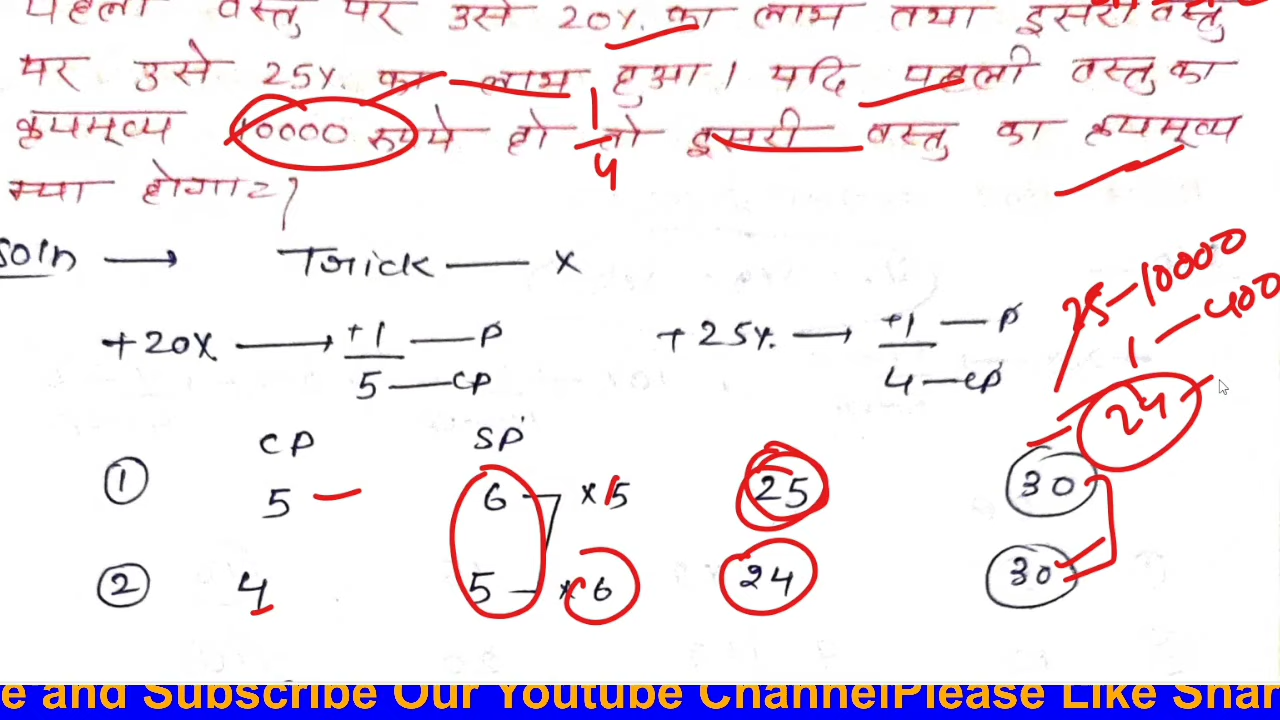 पहली वस्तु पर उसे 20%. का लाभ तथा दूसरी वस्तु
पर उसे 25%. का लाभ हुआ। यदि पहली वस्तु का
क्रयमूल्य 10000 रूपये हो तो दूसरी वस्तु का क्रयमूल्य
क्या होगा =?
1
4
Soln → Trick — x
+20% → +1 — P
5 — CP
+25%. → +1 — P
4 — CP
25 – 10000
1 – 400
24 –
CP SP
① 5 – 6 ×5 25 30
② 4 5 – ×6 24 30
e and Subscribe Our Youtube ChannelPlease Like Shar